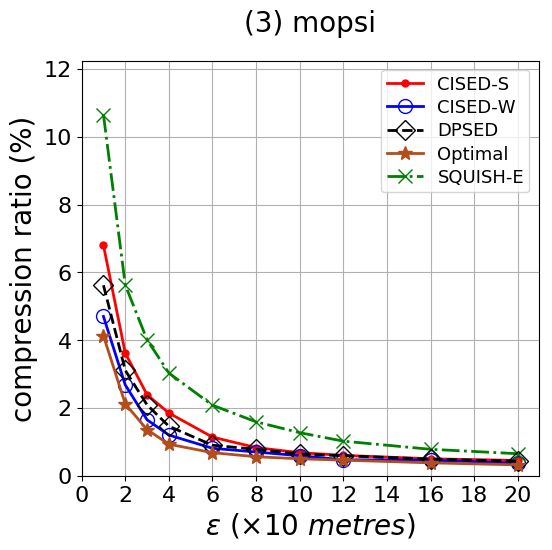 (3) mopsi
12
10
8
6
4
2
0
compression ratio (%)
CISED-S
CISED-W
DPSED
Optimal
SQUISH-E
0 2 4 6 8 10 12 14 16 18 20
ε (×10 metres)